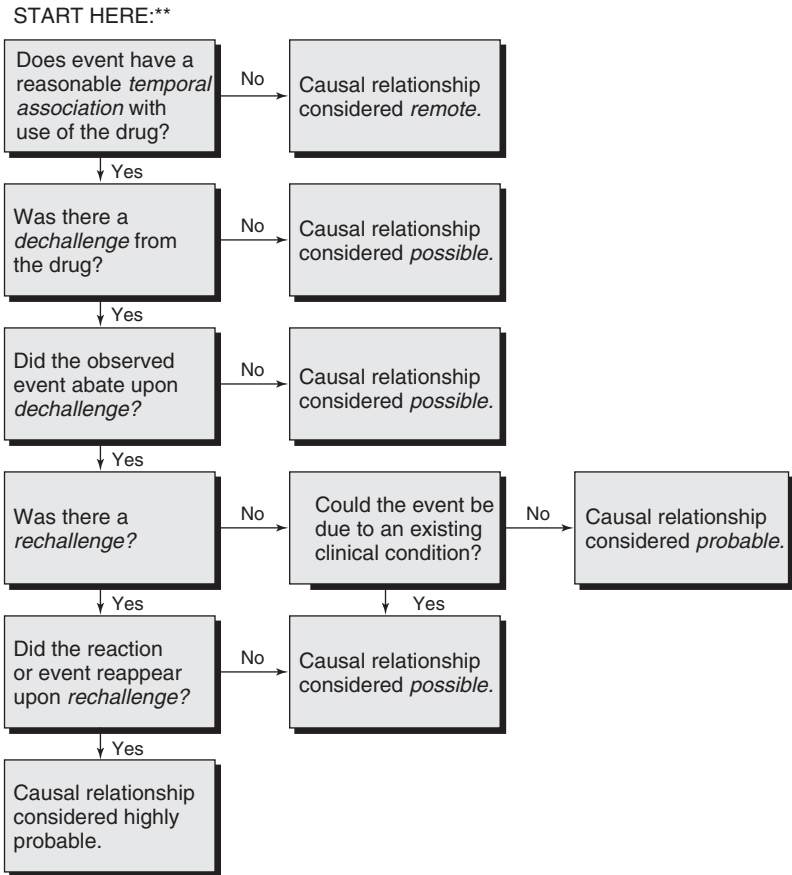 START HERE:**
Does event have a
reasonable temporal
association with
use of the drug?
No
Causal relationship
considered remote.
Yes
Was there a
dechallenge from
the drug?
No
Causal relationship
considered possible.
Yes
Did the observed
event abate upon
dechallenge?
No
Causal relationship
considered possible.
Yes
Was there a
rechallenge?
No
Could the event be
due to an existing
clinical condition?
No
Causal relationship
considered probable.
Yes
Yes
Did the reaction
or event reappear
upon rechallenge?
No
Causal relationship
considered possible.
Yes
Causal relationship
considered highly
probable.